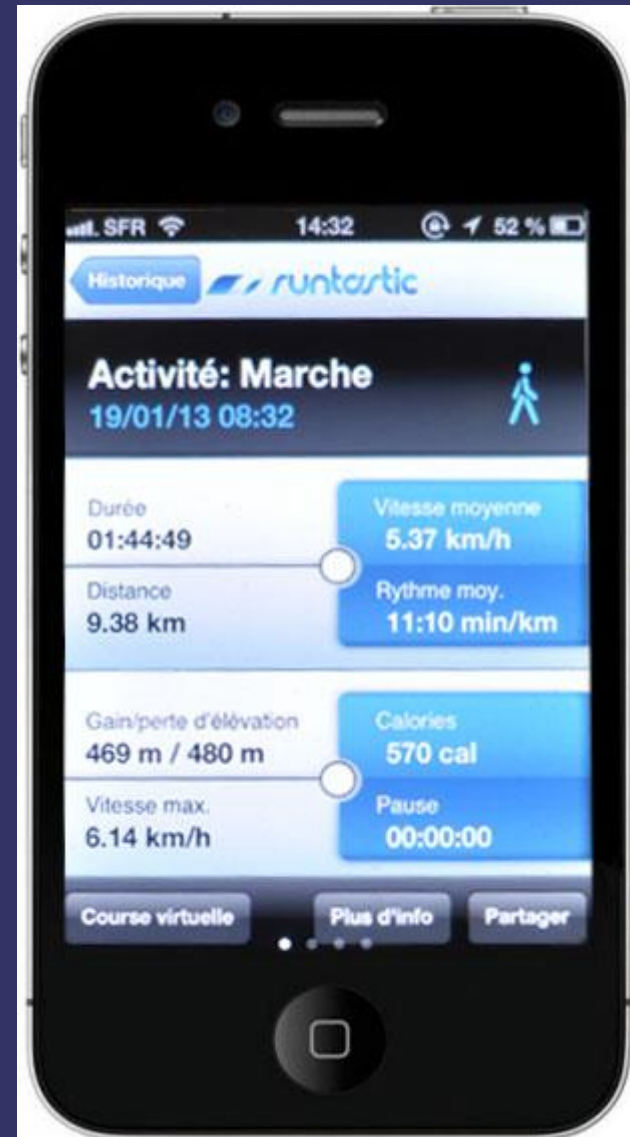 SFR 14:32 52 %
Historique runtastic
Activité: Marche
19/01/13 08:32
Durée
01:44:49
Vitesse moyenne
5.37 km/h
Distance
9.38 km
Rythme moy.
11:10 min/km
Gain/perte d'élévation
469 m / 480 m
Calories
570 cal
Vitesse max.
6.14 km/h
Pause
00:00:00
Course virtuelle Plus d'info Partager